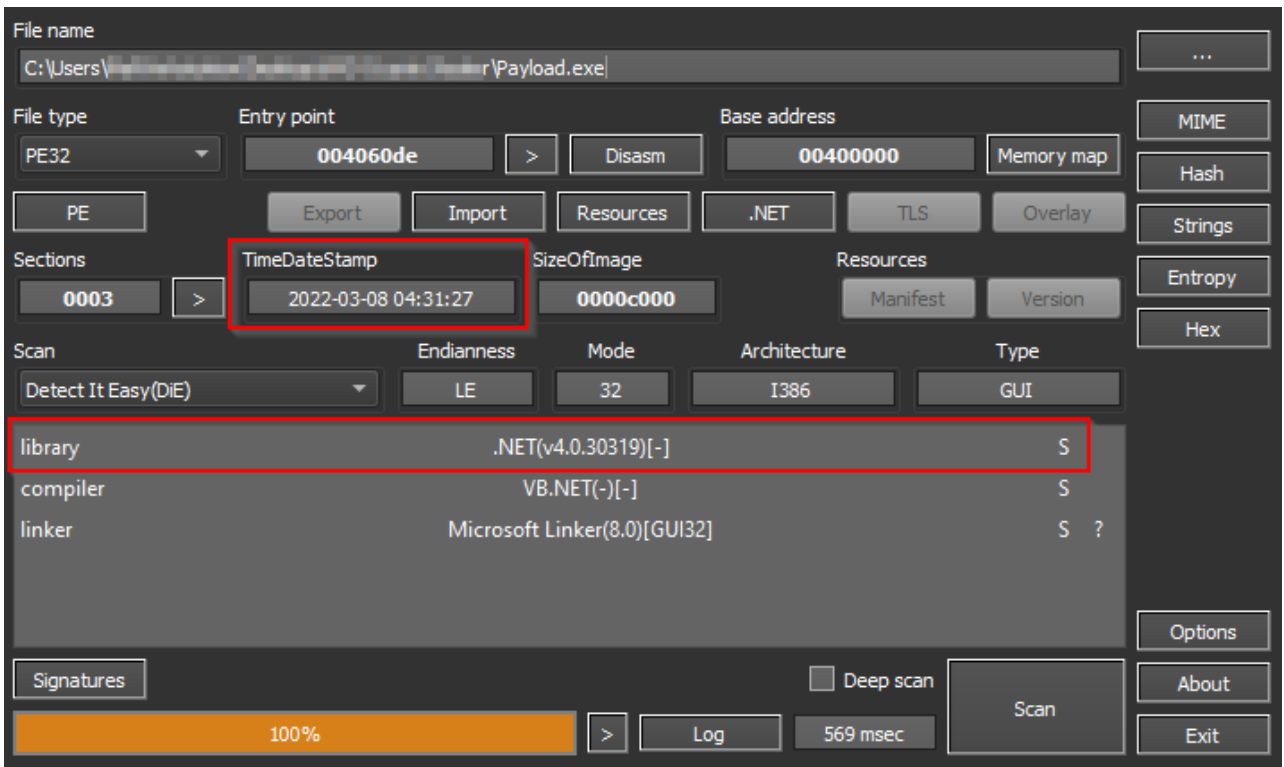 File name
C:\Users\ r\Payload.exe
...
File type Entry point Base address
PE32 004060de > Disasm 00400000 Memory map
MIME
Hash
PE Export Import Resources .NET TLS Overlay
Strings
Sections TimeDateStamp SizeOfImage Resources
0003 > 2022-03-08 04:31:27 0000c000 Manifest Version
Entropy
Hex
Scan Endianness Mode Architecture Type
Detect It Easy(DiE) LE 32 I386 GUI
library .NET(v4.0.30319)[-] S
compiler VB.NET(-)[-] S
linker Microsoft Linker(8.0)[GUI32] S ?
Options
Signatures Deep scan Scan About
100% > Log 569 msec Exit